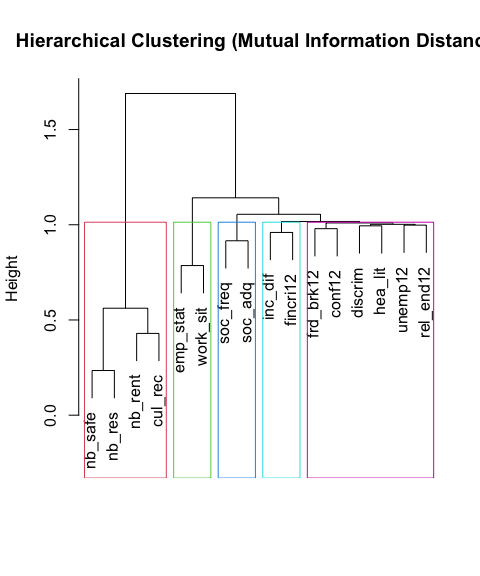 Hierarchical Clustering (Mutual Information Distanc
Height
1.5
1.0
0.5
0.0
nb_safe
nb_res
nb_rent
cul_rec
emp_stat
work_sit
soc_freq
soc_adq
inc_dif
fincri12
frd_brk12
conf12
discrim
hea_lit
unemp12
rel_end12